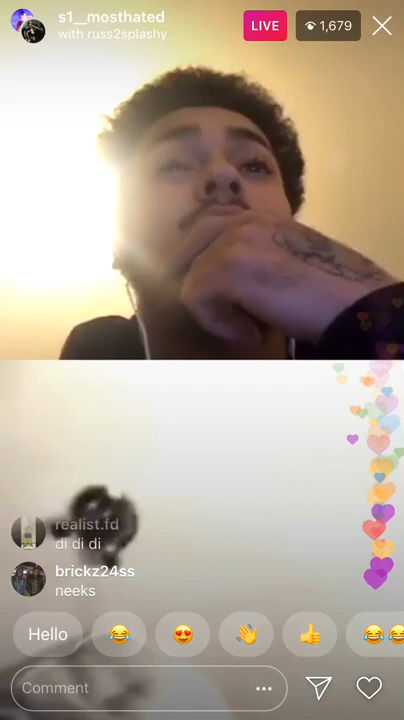 s1__mosthated
with russ2splashy
LIVE
1,679
realist.fd
di di di
brickz24ss
neeks
Hello
Comment